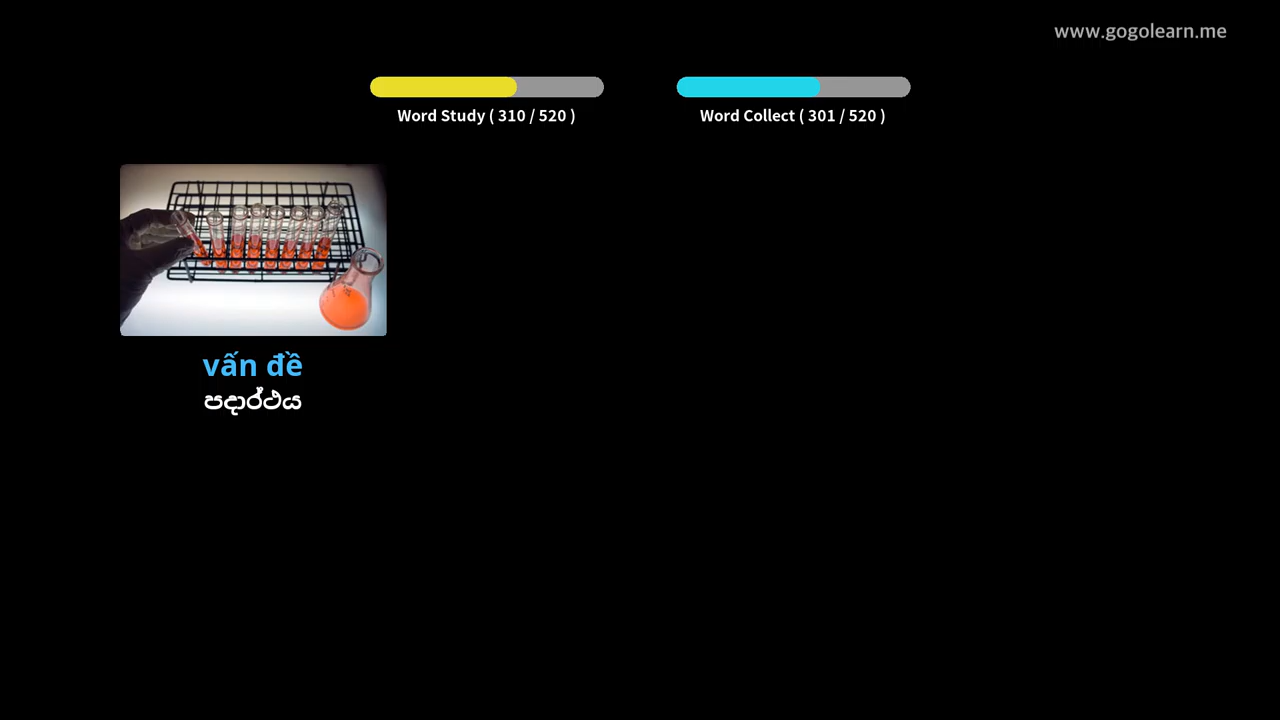 www.gogolearn.me
Word Study ( 310 / 520 )
Word Collect ( 301 / 520 )
vấn đề
පදාර්ථය